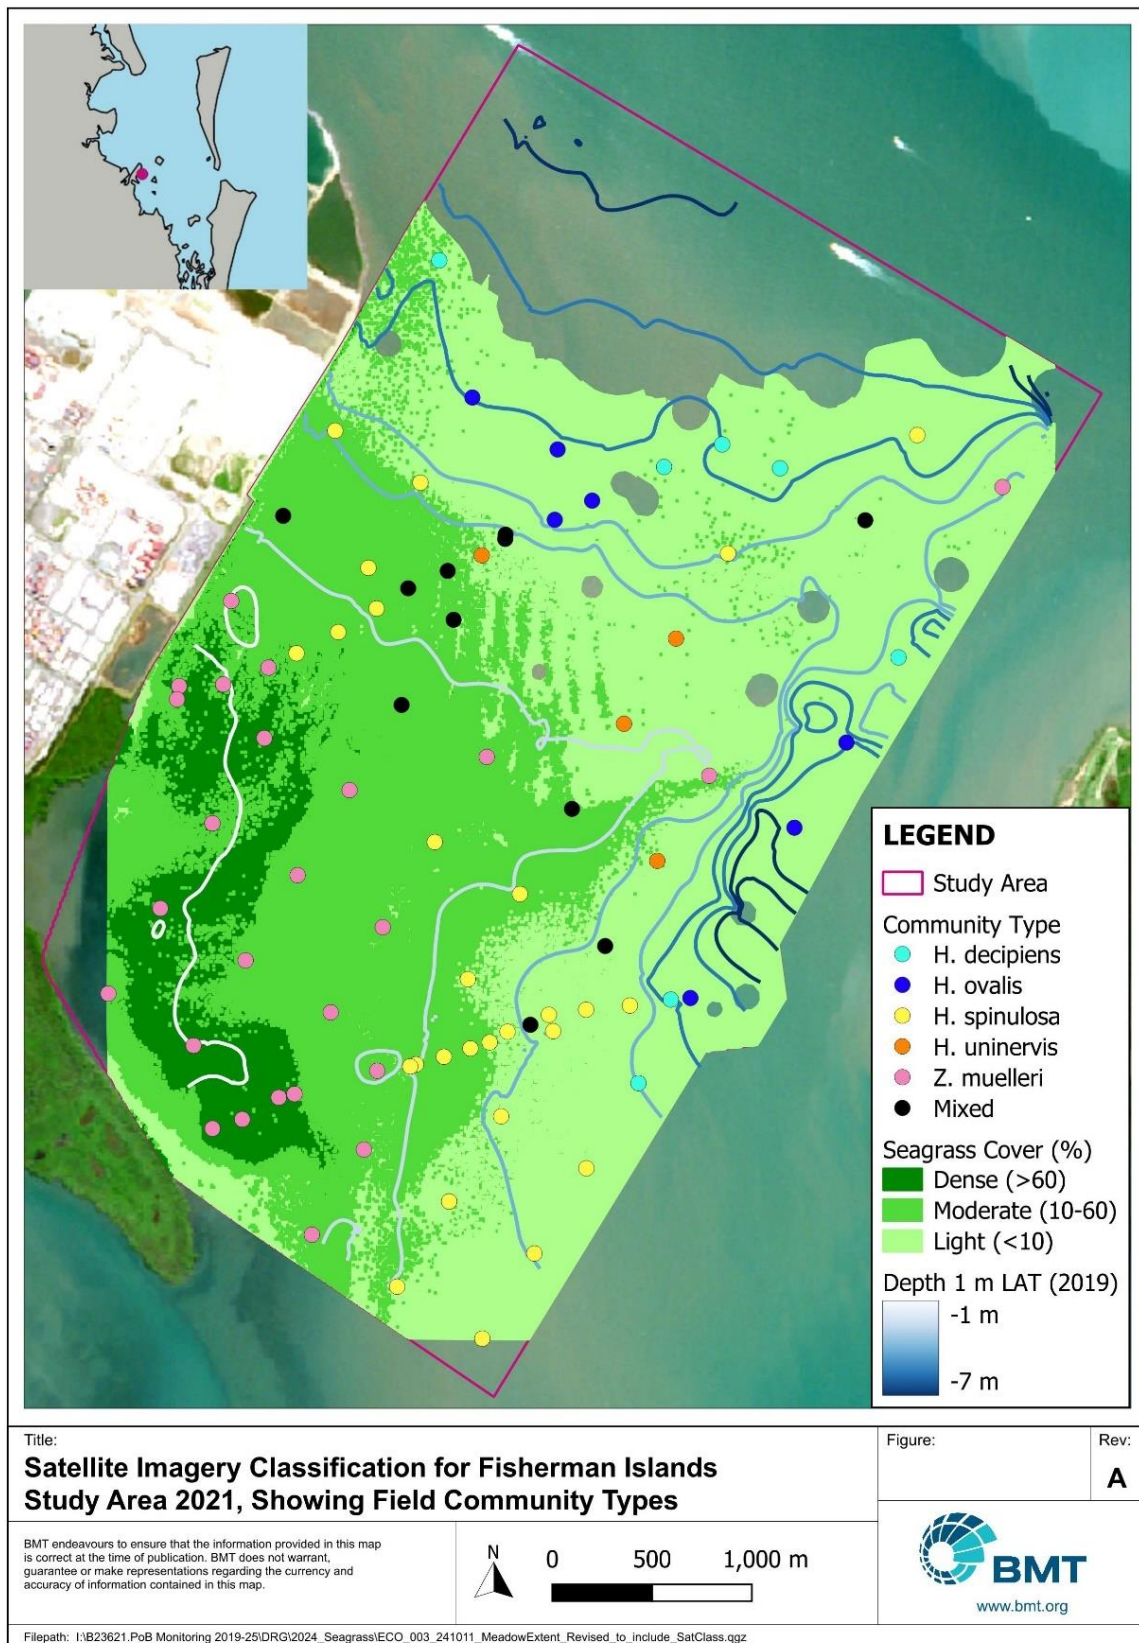 LEGEND
Study Area
Community Type
H. decipiens
H. ovalis
H. spinulosa
H. uninervis
Z. muelleri
Mixed
Seagrass Cover (%)
Dense (>60)
Moderate (10-60)
Light (<10)
Depth 1 m LAT (2019)
-1 m
-7 m
Title:
Satellite Imagery Classification for Fisherman Islands
Study Area 2021, Showing Field Community Types
Figure:
Rev:
A
BMT endeavours to ensure that the information provided in this map
is correct at the time of publication. BMT does not warrant,
guarantee or make representations regarding the currency and
accuracy of information contained in this map.
N
0 500 1,000 m
BMT
www.bmt.org
Filepath: I:\B23621.PoB Monitoring 2019-25\DRG\2024_Seagrass\ECO_003_241011_MeadowExtent_Revised_to_include_SatClass.qgz